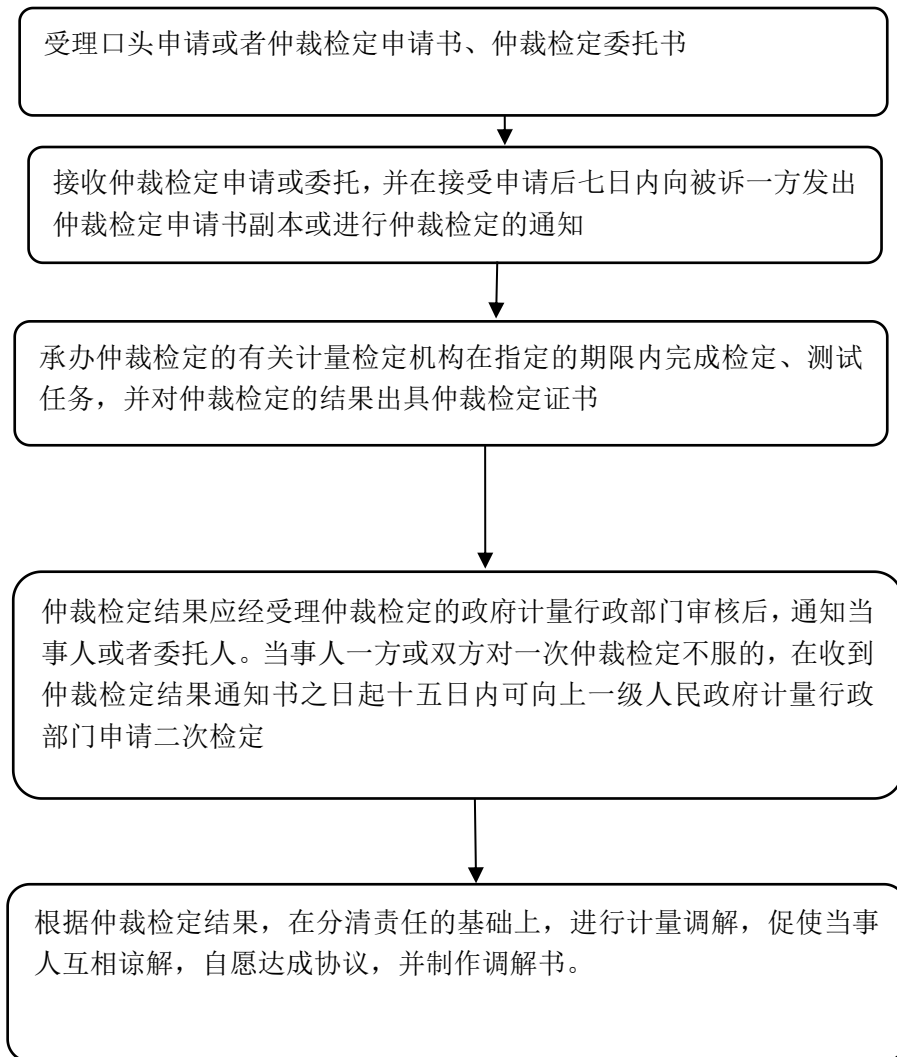 受理口头申请或者仲裁检定申请书、仲裁检定委托书
接收仲裁检定申请或委托，并在接受申请后七日内向被诉一方发出
仲裁检定申请书副本或进行仲裁检定的通知
承办仲裁检定的有关计量检定机构在指定的期限内完成检定、测试
任务，并对仲裁检定的结果出具仲裁检定证书
仲裁检定结果应经受理仲裁检定的政府计量行政部门审核后，通知当
事人或者委托人。当事人一方或双方对一次仲裁检定不服的，在收到
仲裁检定结果通知书之日起十五日内可向上一级人民政府计量行政
部门申请二次检定
根据仲裁检定结果，在分清责任的基础上，进行计量调解，促使当事
人互相谅解，自愿达成协议，并制作调解书。